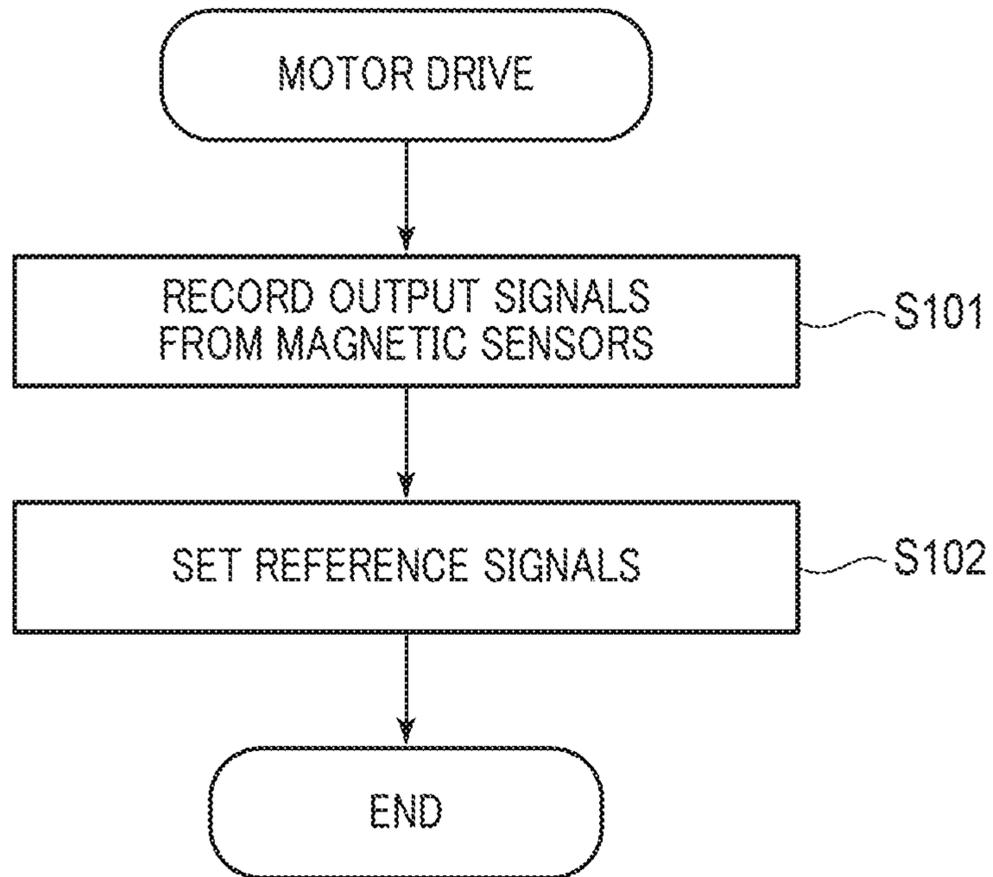 MOTOR DRIVE
RECORD OUTPUT SIGNALS
FROM MAGNETIC SENSORS
S101
SET REFERENCE SIGNALS
S102
END